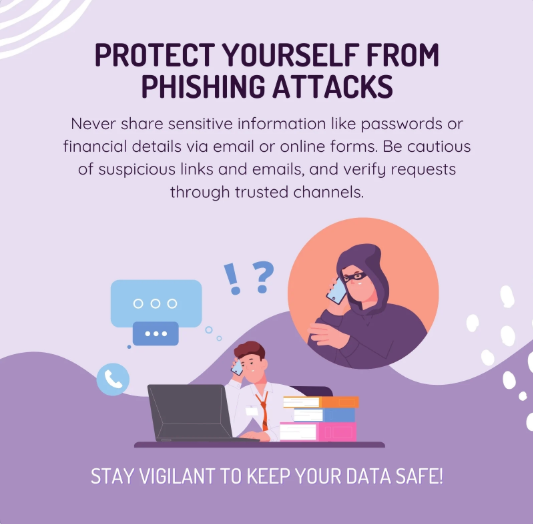 PROTECT YOURSELF FROM
PHISHING ATTACKS
Never share sensitive information like passwords or
financial details via email or online forms. Be cautious
of suspicious links and emails, and verify requests
through trusted channels.
! ?
STAY VIGILANT TO KEEP YOUR DATA SAFE!